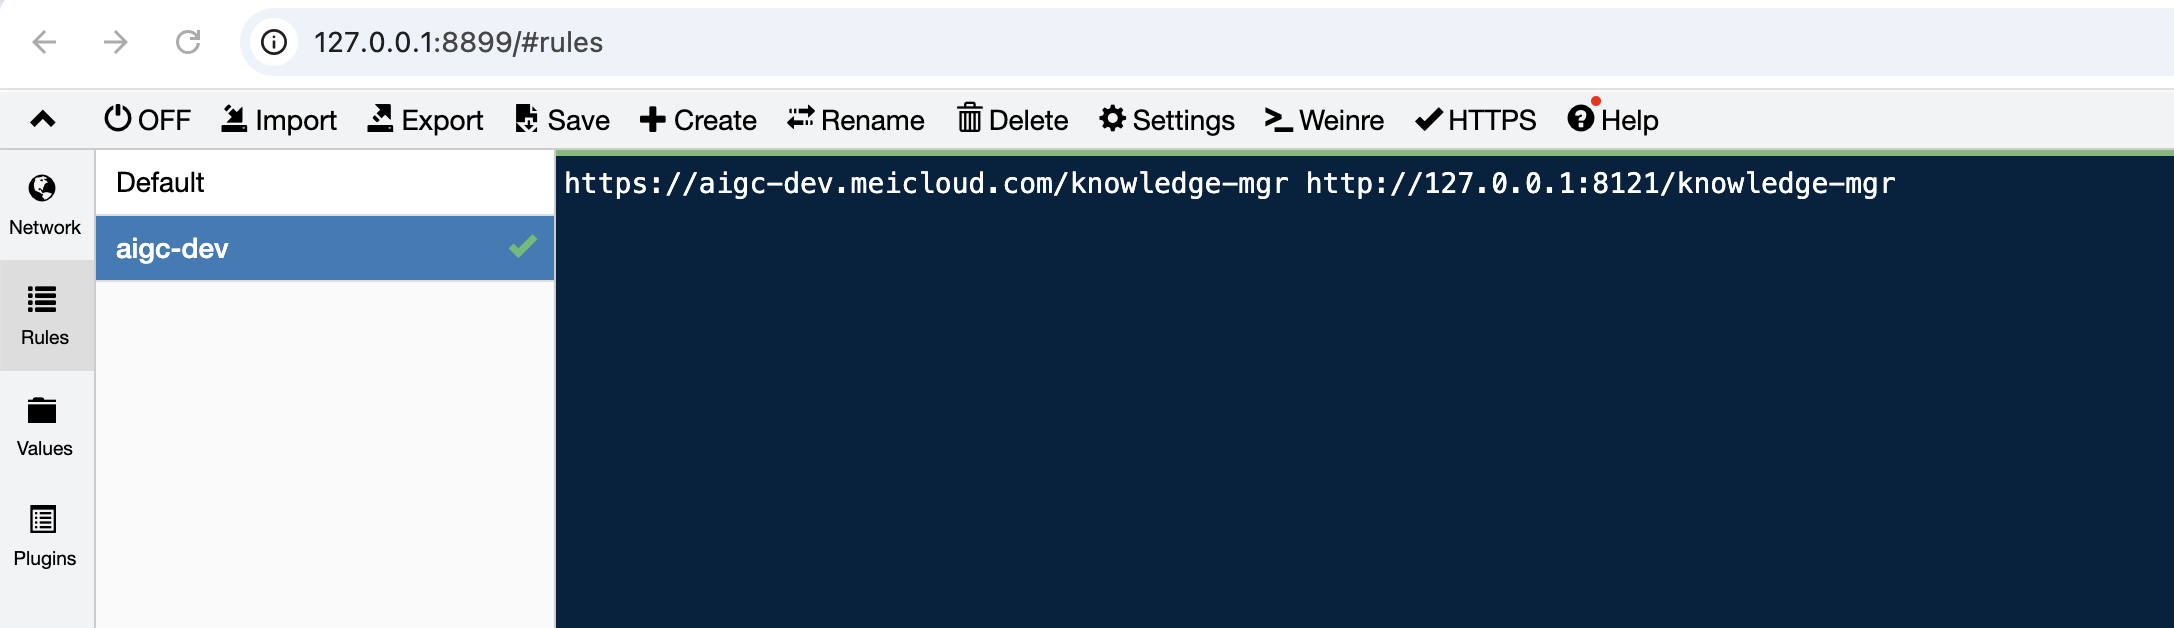 127.0.0.1:8899/#rules
OFF Import Export Save Create Rename Delete Settings Weinre HTTPS Help
Network
Rules
Values
Plugins
Default
aigc-dev
https://aigc-dev.meicloud.com/knowledge-mgr http://127.0.0.1:8121/knowledge-mgr